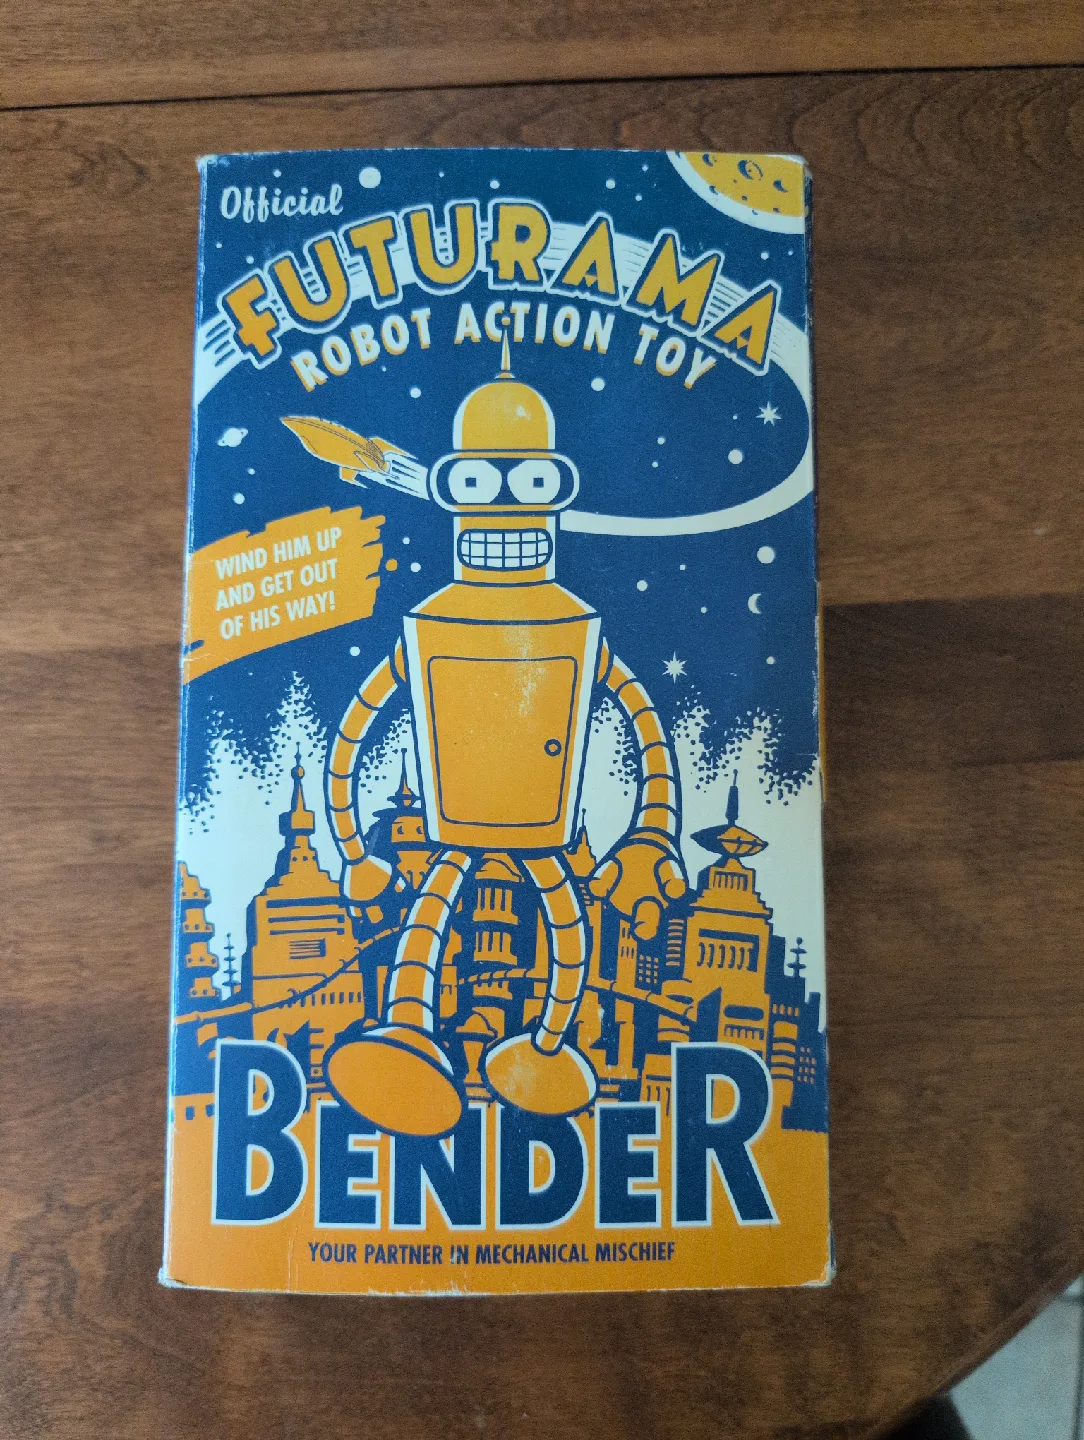 Official
FUTURAMA
ROBOT ACTION TOY
WIND HIM UP
AND GET OUT
OF HIS WAY!
BENDER
YOUR PARTNER IN MECHANICAL MISCHIEF